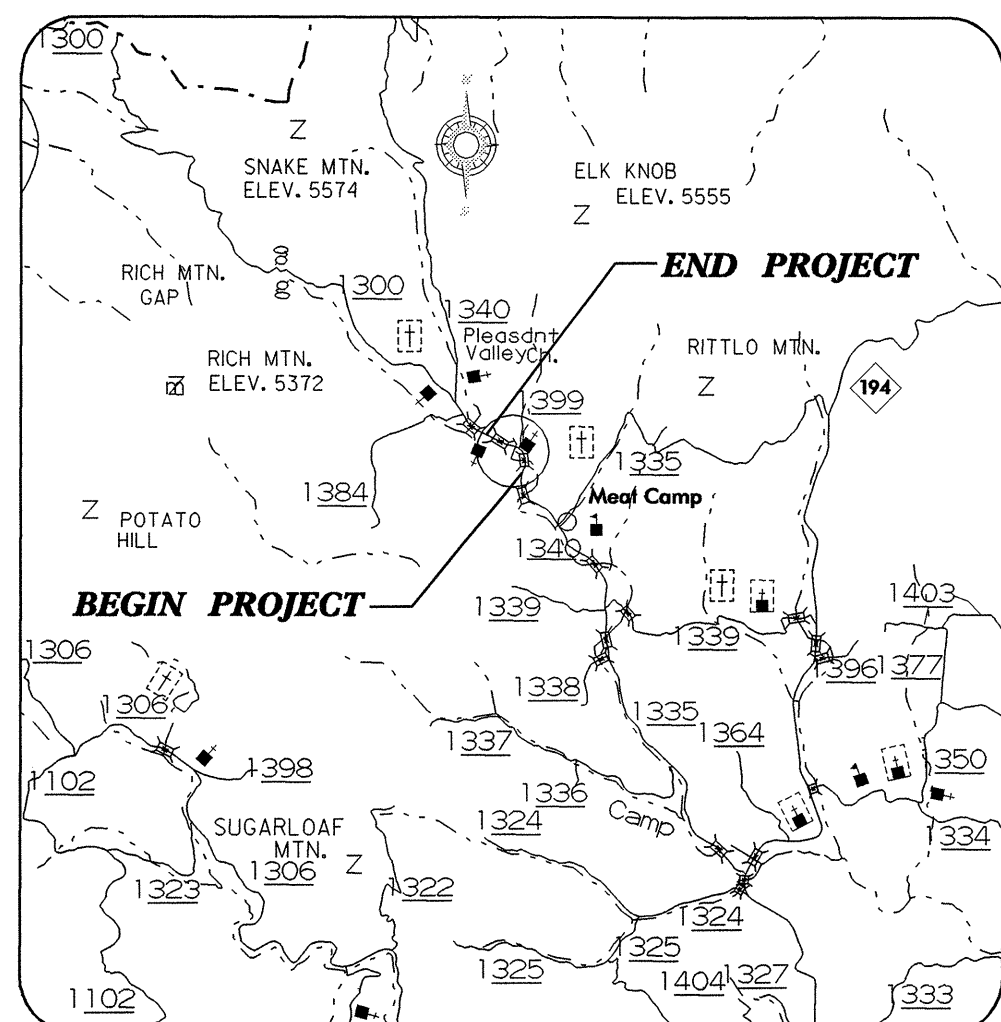 1300
SNAKE MTN.
ELEV. 5574
ELK KNOB
ELEV. 5555
RICH MTN.
GAP
1300
END PROJECT
1340
Pleasant
Valley Ch.
RICH MTN.
ELEV. 5372
RITTLO MTN.
194
1399
1335
1384
Meat Camp
POTATO
HILL
1340
BEGIN PROJECT
1339
1403
1306
1339
1396
1377
1306
1338
1335
1364
1337
1398
350
1102
1336
1324
Camp
SUGARLOAF
MTN.
1334
1306
1323
1322
1324
1325
1325
1404
1327
1102
1333